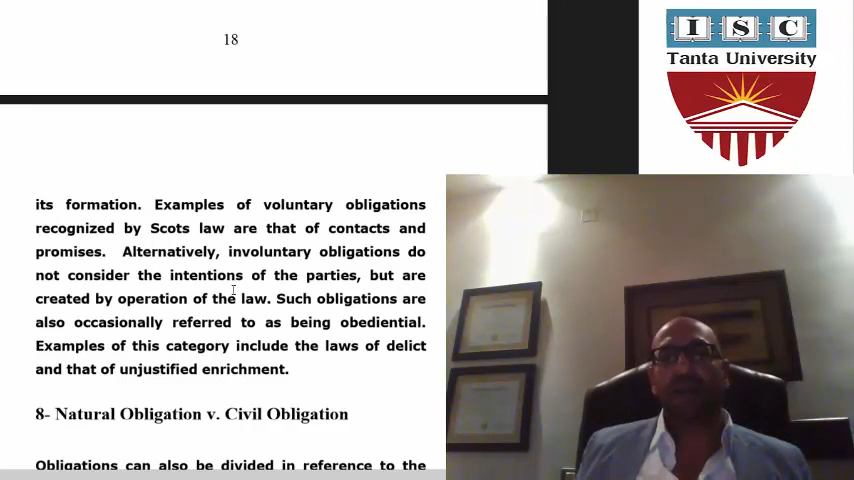 18
I S C
Tanta University
its formation. Examples of voluntary obligations
recognized by Scots law are that of contacts and
promises. Alternatively, involuntary obligations do
not consider the intentions of the parties, but are
created by operation of the law. Such obligations are
also occasionally referred to as being obediential.
Examples of this category include the laws of delict
and that of unjustified enrichment.
8- Natural Obligation v. Civil Obligation
Obligations can also be divided in reference to the